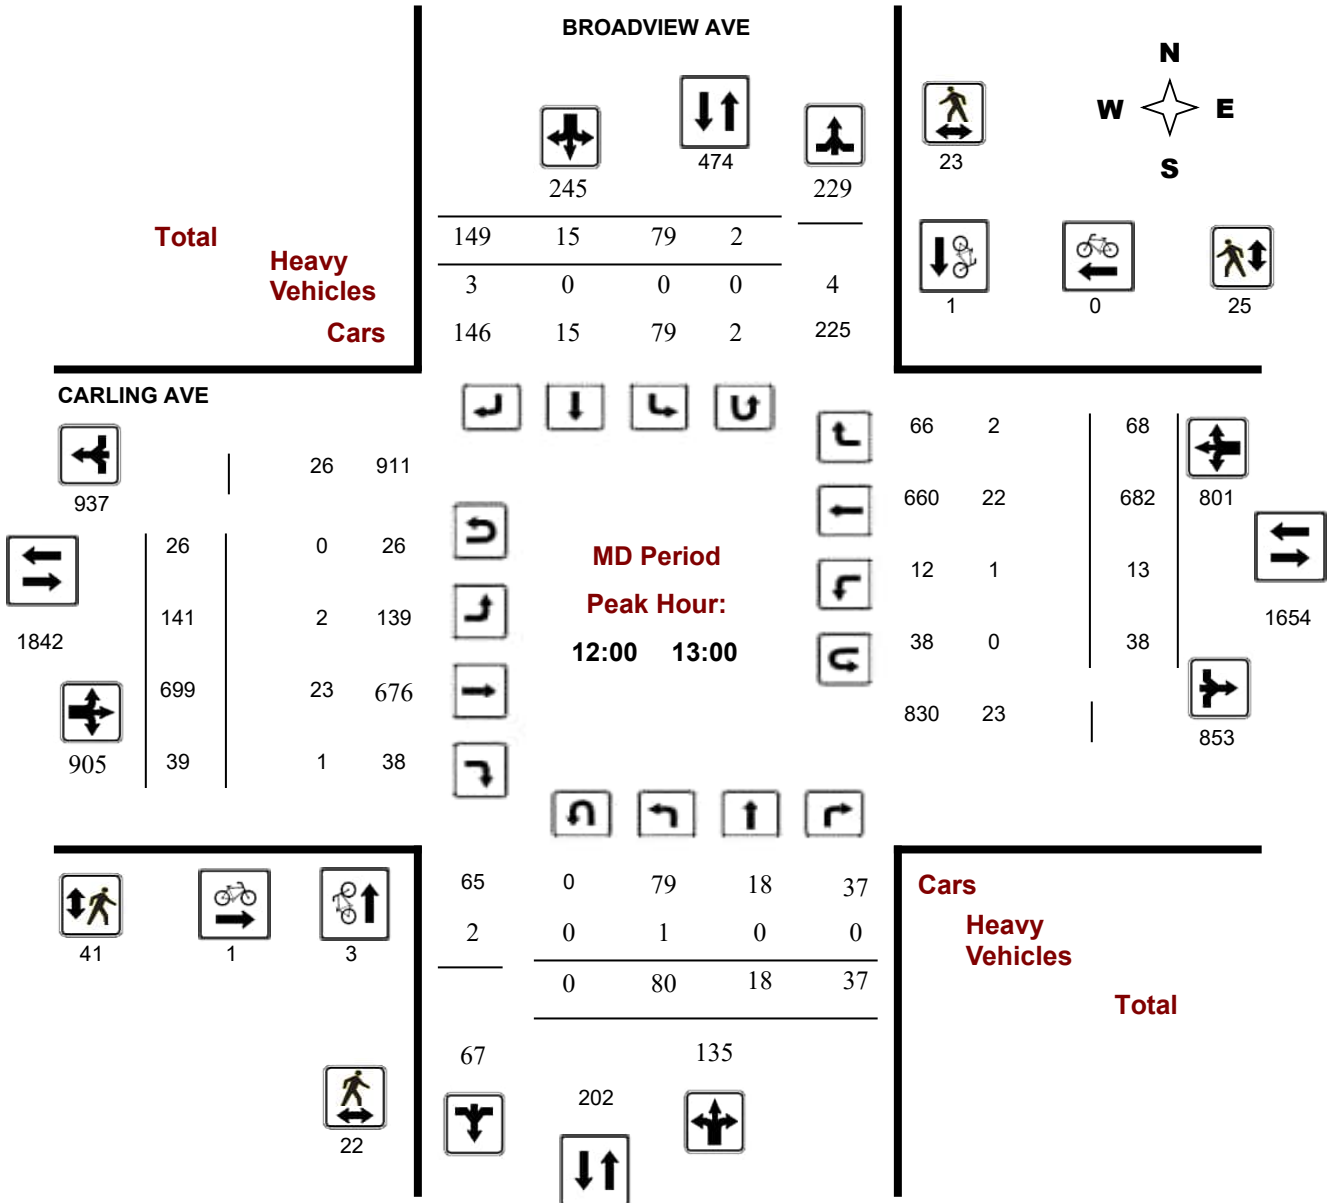 BROADVIEW AVE
N
W E
S
474
23
245
229
Total
149 15 79 2
Heavy
Vehicles
3 0 0 0 4
Cars
146 15 79 2 225
1 0 25
CARLING AVE
66 2 68
26 911
937
660 22 682 801
26 0 26
MD Period
12 1 13
Peak Hour:
141 2 139
1842
1654
12:00 13:00
38 0 38
699 23 676
830 23
853
905 39 1 38
65 0 79 18 37
Cars
2 0 1 0 0
Heavy
Vehicles
41 1 3
0 80 18 37
Total
67 135
202
22